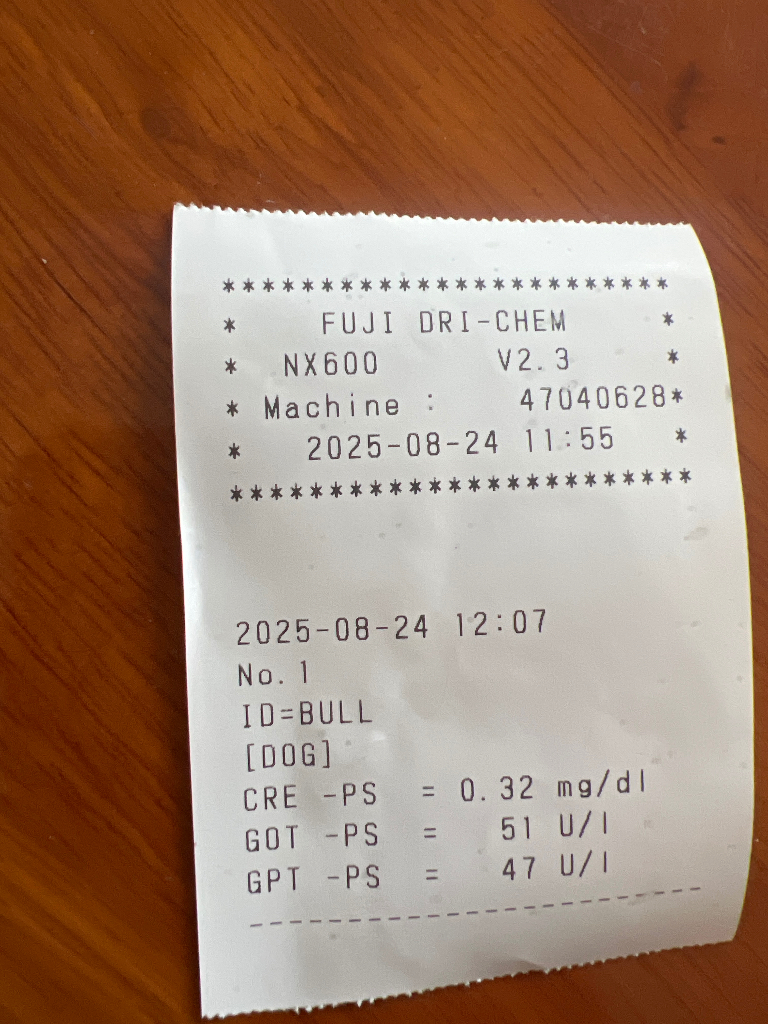 ***********************
* FUJI DRI-CHEM *
* NX600 V2.3 *
* Machine : 47040628*
* 2025-08-24 11:55 *
***********************
2025-08-24 12:07
No.1
ID=BULL
[DOG]
CRE -PS = 0.32 mg/dl
GOT -PS = 51 U/l
GPT -PS = 47 U/l
------------------------